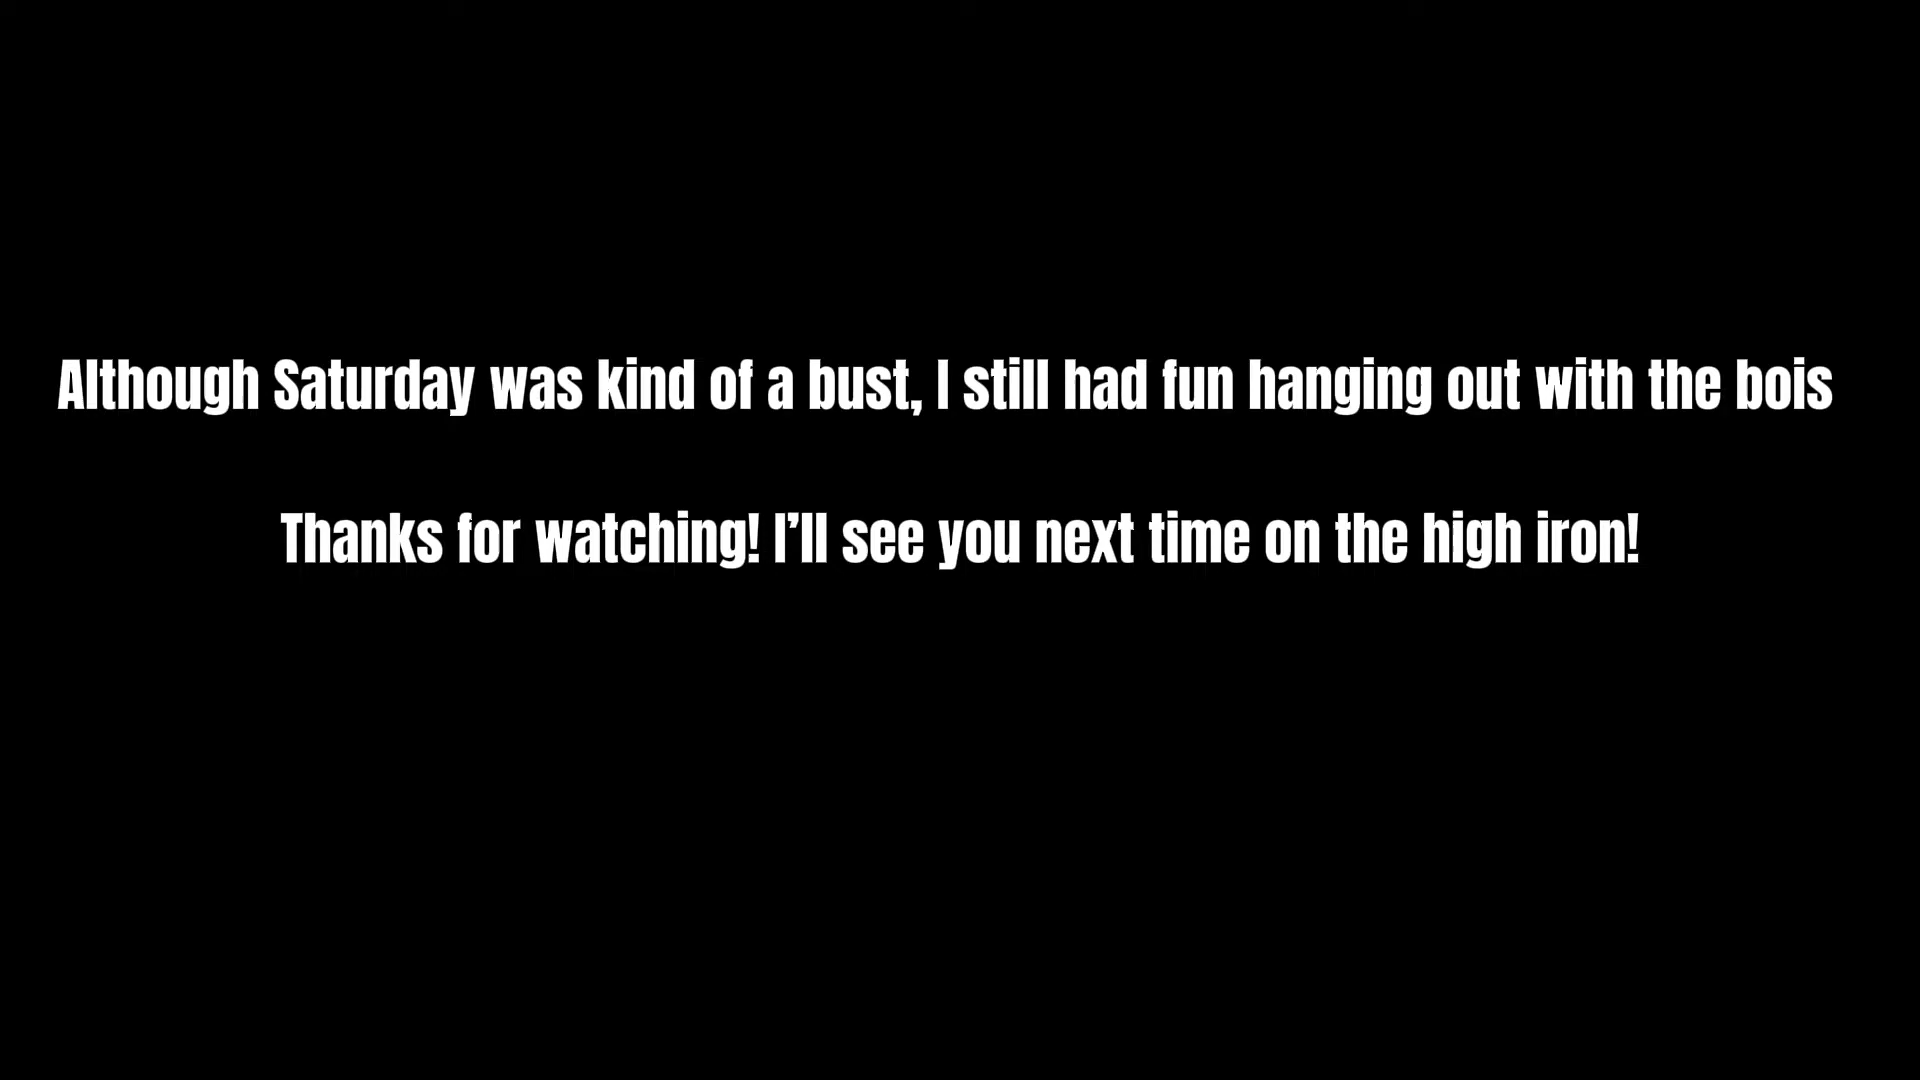 Although Saturday was kind of a bust, I still had fun hanging out with the bois
Thanks for watching! I’ll see you next time on the high iron!